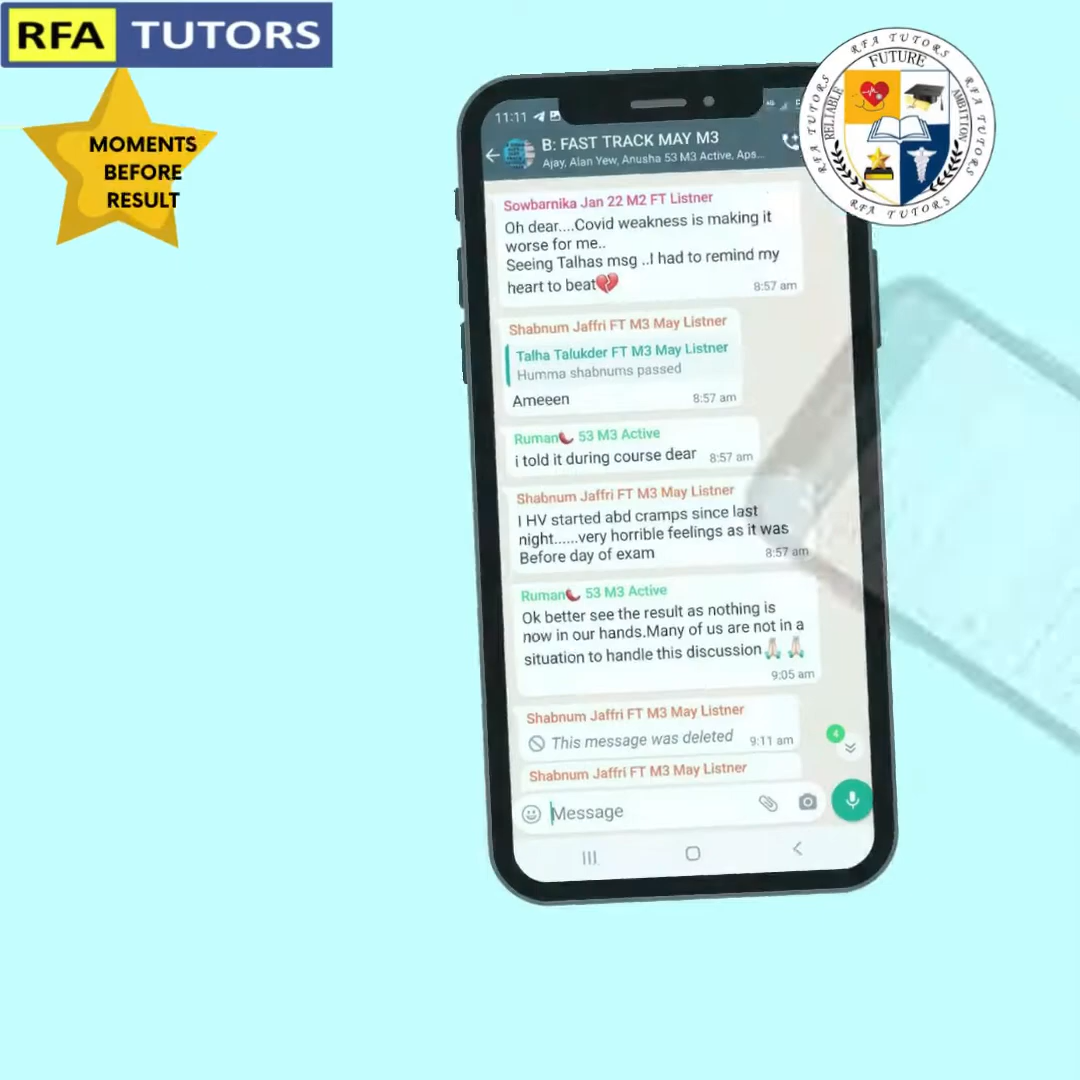 RFA TUTORS
MOMENTS
BEFORE
RESULT
RFA TUTORS
RFA TUTORS
RFA TUTORS
RFA TUTORS
FUTURE
RELIABLE
AMBITION
11:11
B: FAST TRACK MAY M3
Ajay, Alan Yew, Anusha 53 M3 Active, Aps...
Sowbarnika Jan 22 M2 FT Listner
Oh dear....Covid weakness is making it
worse for me..
Seeing Talhas msg ..I had to remind my
heart to beat💔
8:57 am
Shabnum Jaffri FT M3 May Listner
Talha Talukder FT M3 May Listner
Humma shabnums passed
Ameeen 8:57 am
Ruman🌶️ 53 M3 Active
i told it during course dear 8:57 am
Shabnum Jaffri FT M3 May Listner
I HV started abd cramps since last
night......very horrible feelings as it was
Before day of exam 8:57 am
Ruman🌶️ 53 M3 Active
Ok better see the result as nothing is
now in our hands.Many of us are not in a
situation to handle this discussion🙏🏻🙏🏻
9:05 am
Shabnum Jaffri FT M3 May Listner
This message was deleted 9:11 am
4
Shabnum Jaffri FT M3 May Listner
Message